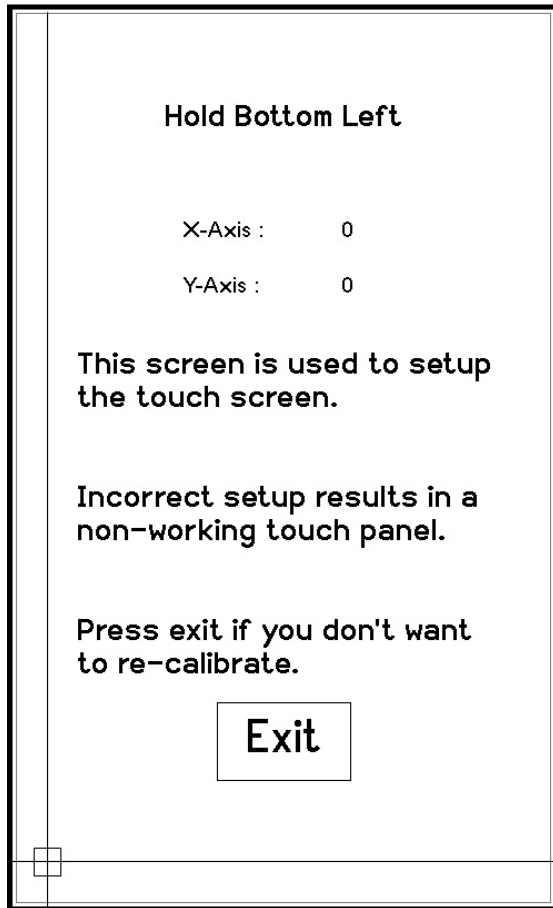 Hold Bottom Left
X-Axis : 0
Y-Axis : 0
This screen is used to setup
the touch screen.
Incorrect setup results in a
non-working touch panel.
Press exit if you don't want
to re-calibrate.
Exit